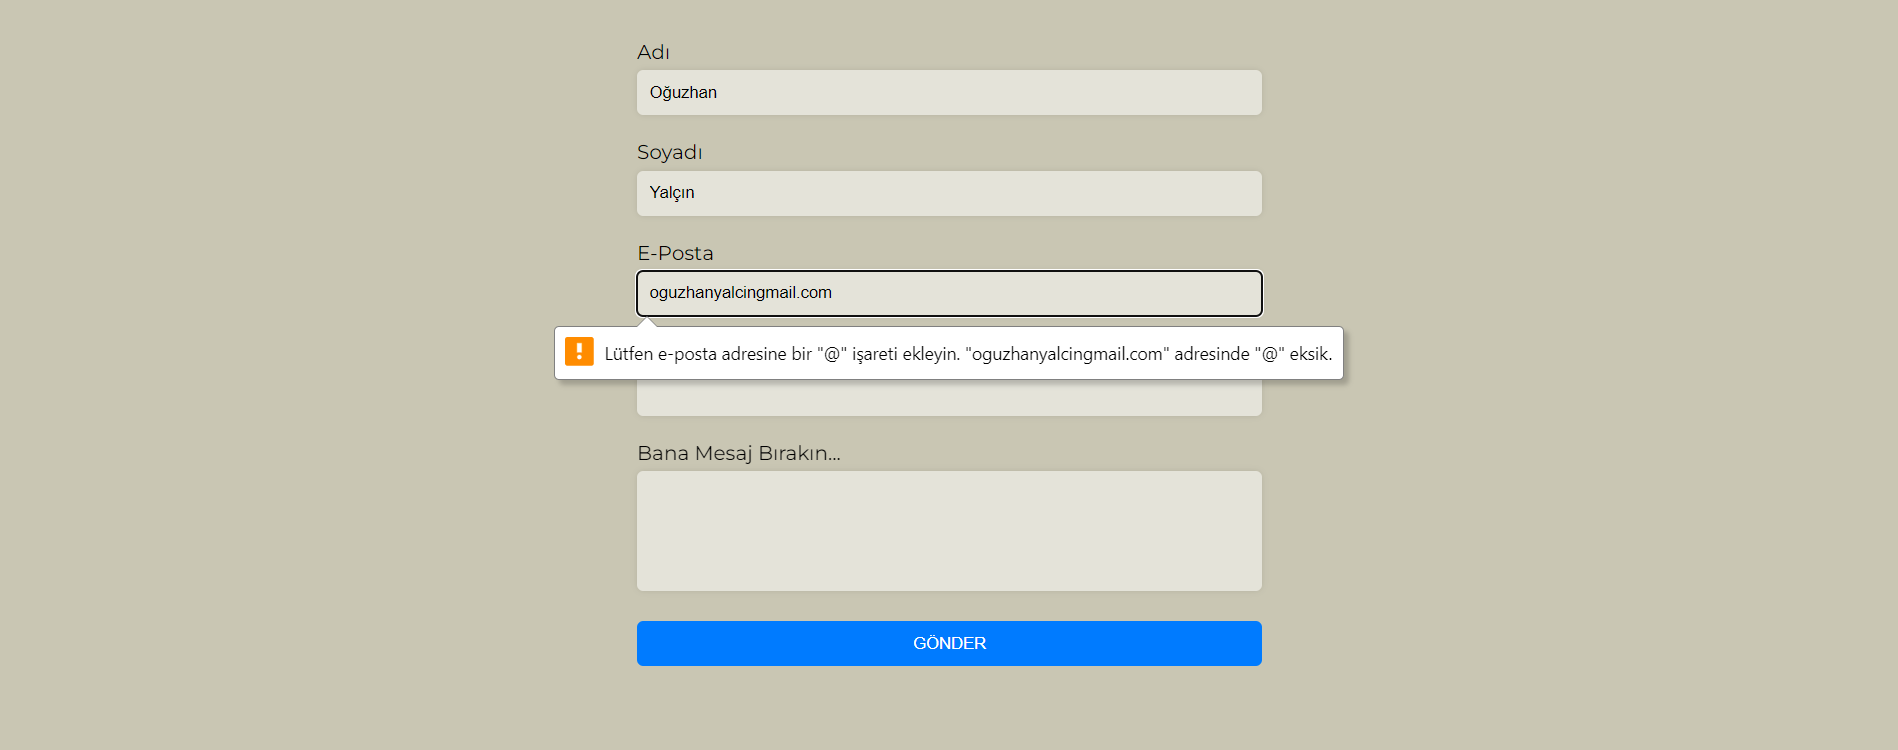 Adı
Oğuzhan
Soyadı
Yalçın
E-Posta
oguzhanyalcingmail.com
Lütfen e-posta adresine bir "@" işareti ekleyin. "oguzhanyalcingmail.com" adresinde "@" eksik.
Bana Mesaj Bırakın...
GÖNDER